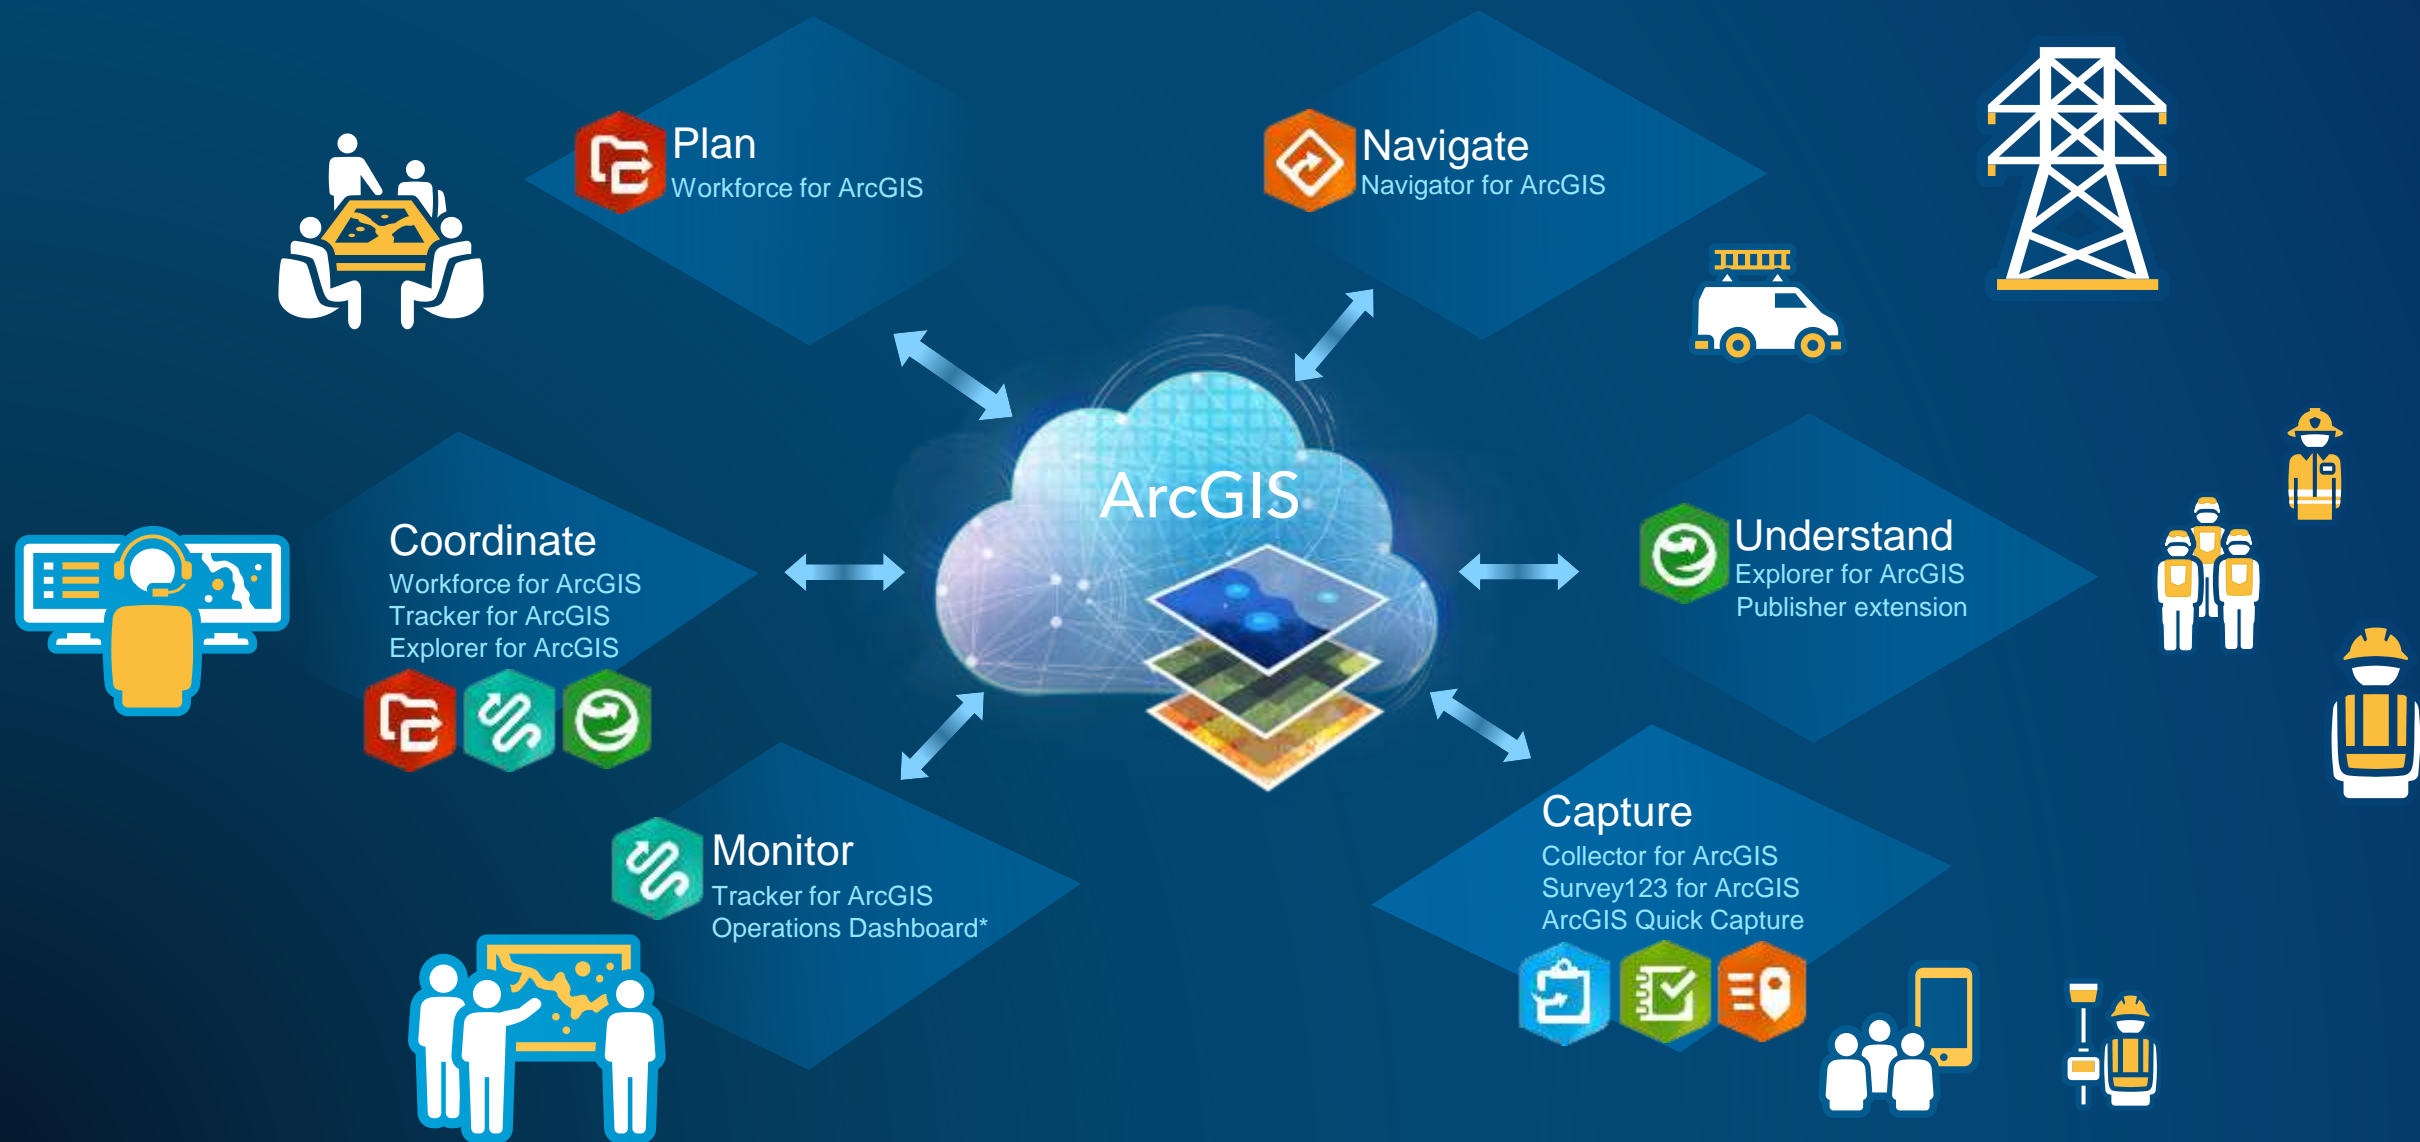 Plan
Workforce for ArcGIS
Navigate
Navigator for ArcGIS
ArcGIS
Coordinate
Workforce for ArcGIS
Tracker for ArcGIS
Explorer for ArcGIS
Understand
Explorer for ArcGIS
Publisher extension
Monitor
Tracker for ArcGIS
Operations Dashboard*
Capture
Collector for ArcGIS
Survey123 for ArcGIS
ArcGIS Quick Capture